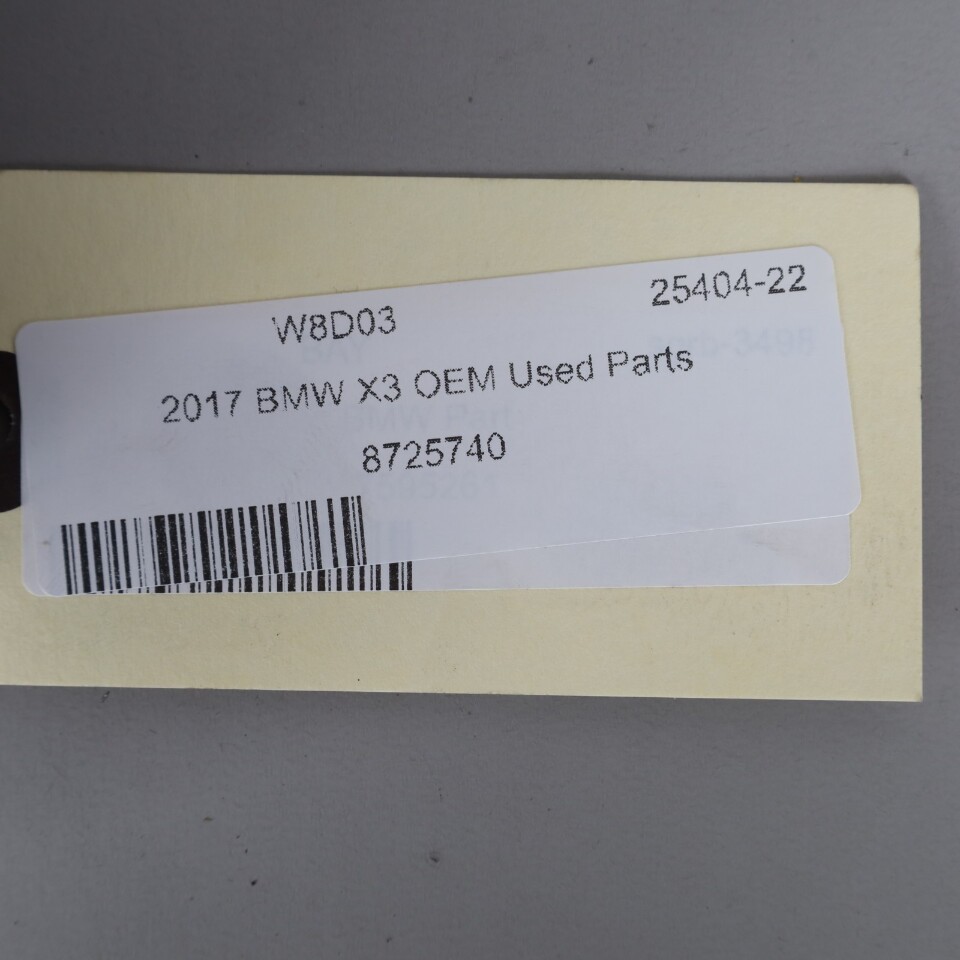 W8D03 25404-22
2017 BMW X3 OEM Used Parts
8725740